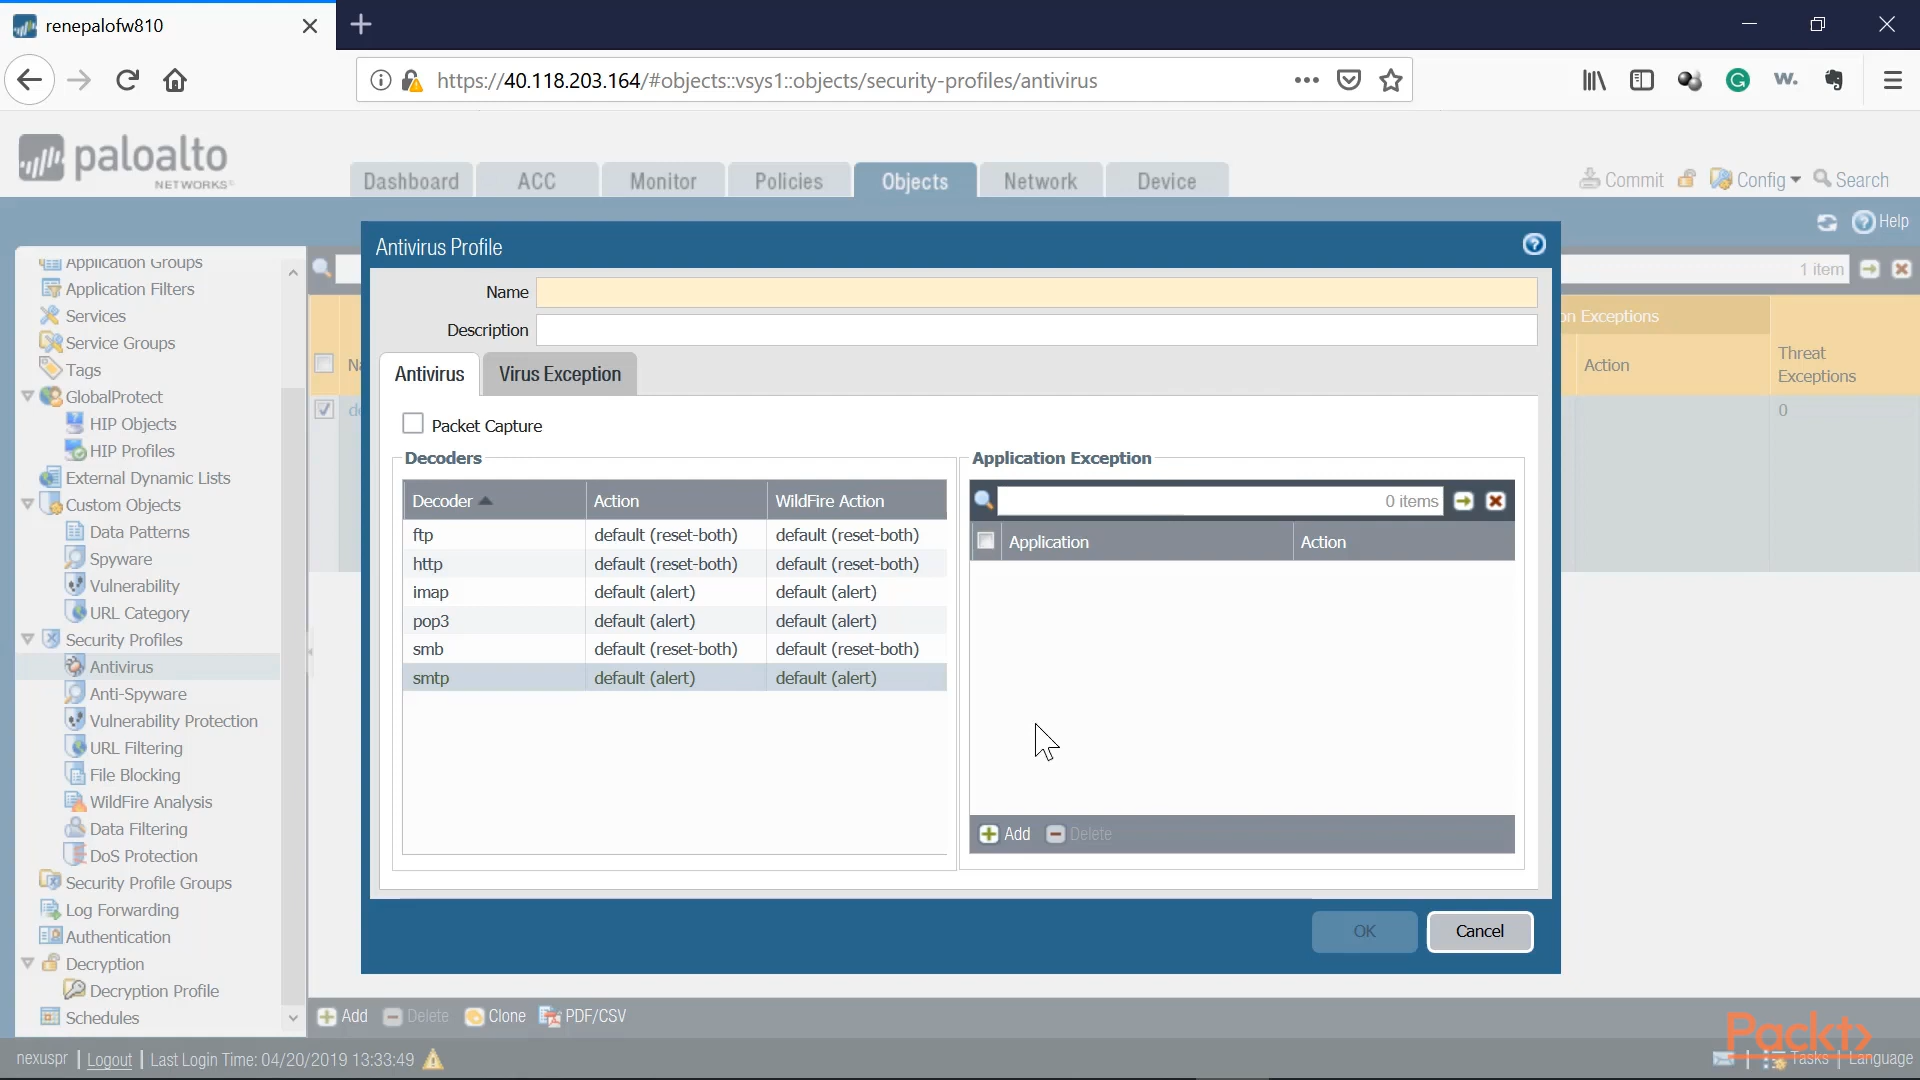 renepalofw810
https://40.118.203.164/#objects::vsys1::objects/security-profiles/antivirus
paloalto
NETWORKS
Dashboard
ACC
Monitor
Policies
Objects
Network
Device
Commit
Config
Search
Help
Application Groups
Application Filters
Services
Service Groups
Tags
GlobalProtect
HIP Objects
HIP Profiles
External Dynamic Lists
Custom Objects
Data Patterns
Spyware
Vulnerability
URL Category
Security Profiles
Antivirus
Anti-Spyware
Vulnerability Protection
URL Filtering
File Blocking
WildFire Analysis
Data Filtering
DoS Protection
Security Profile Groups
Log Forwarding
Authentication
Decryption
Decryption Profile
Schedules
1 item
on Exceptions
Action
Threat
Exceptions
0
Antivirus Profile
Name
Description
Antivirus
Virus Exception
Packet Capture
Decoders
Decoder Action WildFire Action
ftp default (reset-both) default (reset-both)
http default (reset-both) default (reset-both)
imap default (alert) default (alert)
pop3 default (alert) default (alert)
smb default (reset-both) default (reset-both)
smtp default (alert) default (alert)
Application Exception
0 items
Application Action
Add Delete
OK
Cancel
Add Delete Clone PDF/CSV
nexuspr | Logout | Last Login Time: 04/20/2019 13:33:49
Packt>
Tasks | Language